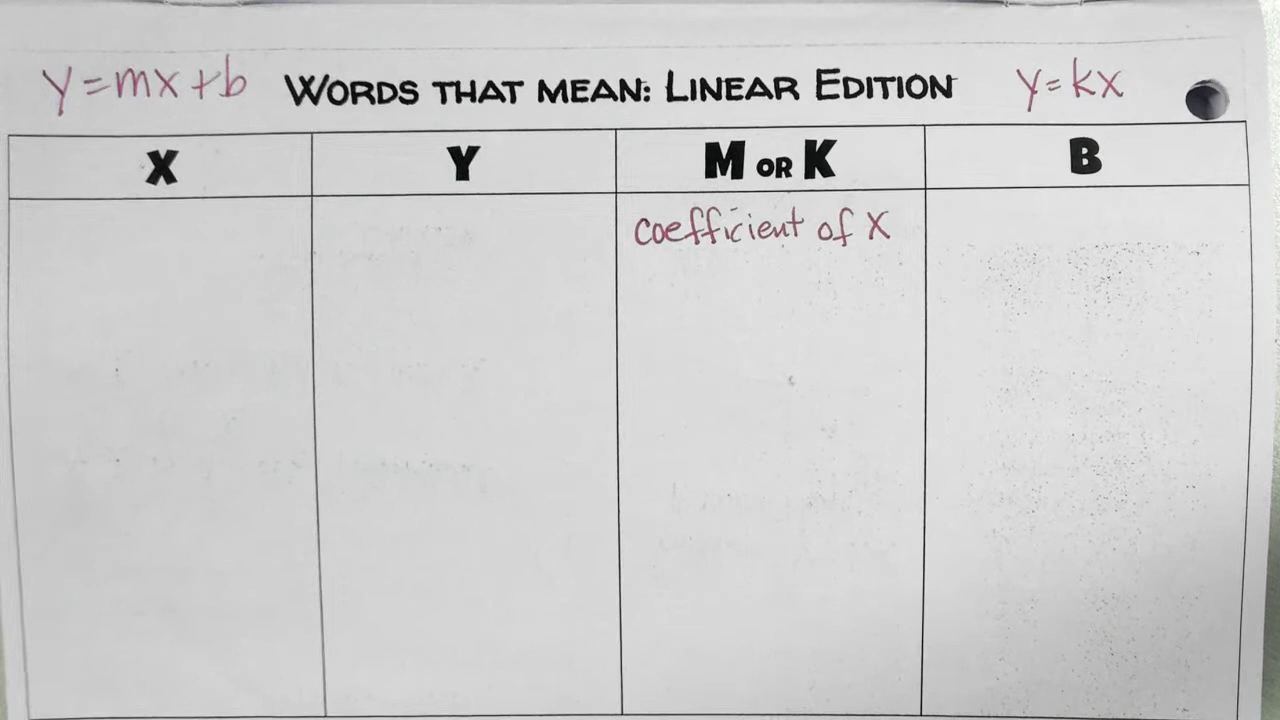 y=mx+b WORDS THAT MEAN: LINEAR EDITION y=kx
X Y M OR K B
coefficient of x